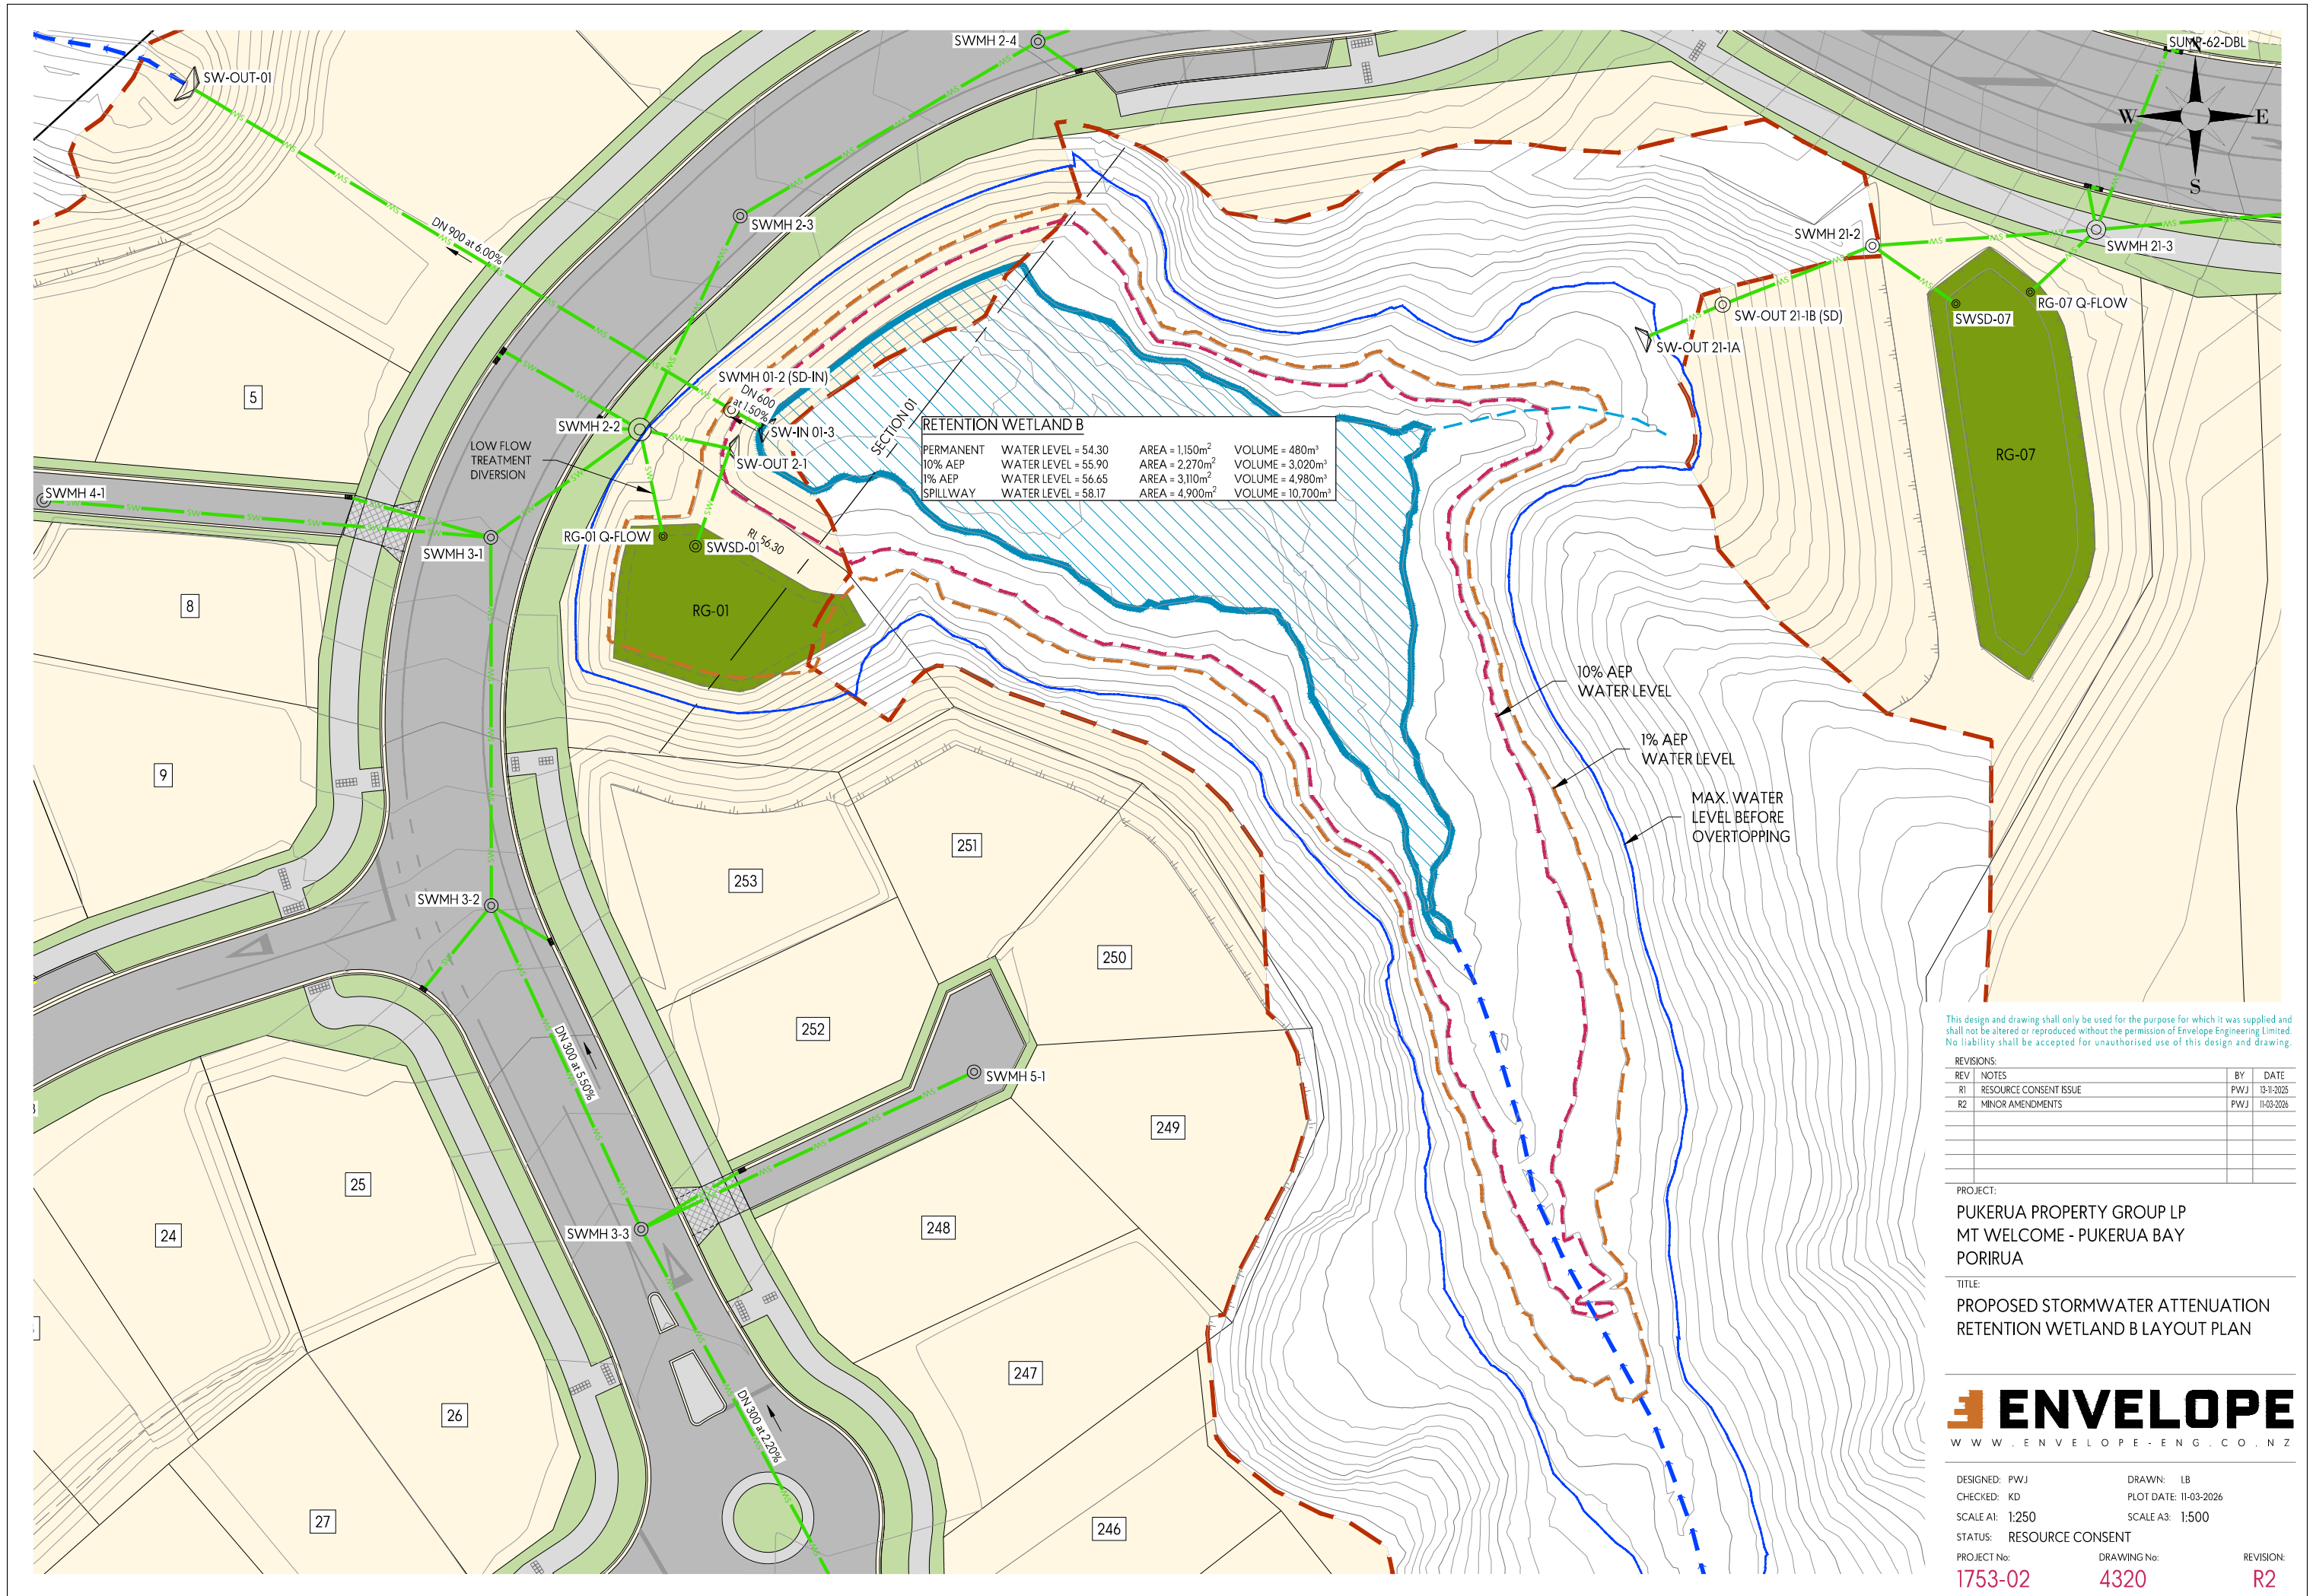 SWMH 2-4
SUMP-62-DBL
N
SW-OUT-01
W
E
S
SWMH 2-3
DN 900 at 6.00%
SWMH 21-2
SWMH 21-3
RG-07 Q-FLOW
SWSD-07
SW-OUT 21-1B (SD)
SW-OUT 21-1A
5
SWMH 01-2 (SD-IN)
DN 600
at 1.50%
SW-IN 01-3
SWMH 2-2
SECTION 01
LOW FLOW
TREATMENT
DIVERSION
SW-OUT 2-1
RETENTION WETLAND B
PERMANENT WATER LEVEL = 54.30 AREA = 1,150m² VOLUME = 480m³
10% AEP WATER LEVEL = 55.90 AREA = 2,270m² VOLUME = 3,020m³
1% AEP WATER LEVEL = 56.65 AREA = 3,110m² VOLUME = 4,980m³
SPILLWAY WATER LEVEL = 58.17 AREA = 4,900m² VOLUME = 10,700m³
RG-07
SWMH 4-1
SWMH 3-1
RG-01 Q-FLOW
SWSD-01
RL 56.30
8
RG-01
10% AEP
WATER LEVEL
1% AEP
WATER LEVEL
MAX. WATER
LEVEL BEFORE
OVERTOPPING
9
251
253
SWMH 3-2
250
252
DN 300 at 5.50%
SWMH 5-1
249
25
24
248
SWMH 3-3
247
26
DN 300 at 2.20%
27
246
This design and drawing shall only be used for the purpose for which it was supplied and
shall not be altered or reproduced without the permission of Envelope Engineering Limited.
No liability shall be accepted for unauthorised use of this design and drawing.
REVISIONS:
REV NOTES BY DATE
R1 RESOURCE CONSENT ISSUE PWJ 13-11-2025
R2 MINOR AMENDMENTS PWJ 11-03-2026
PROJECT:
PUKERUA PROPERTY GROUP LP
MT WELCOME - PUKERUA BAY
PORIRUA
TITLE:
PROPOSED STORMWATER ATTENUATION
RETENTION WETLAND B LAYOUT PLAN
ENVELOPE
WWW.ENVELOPE-ENG.CO.NZ
DESIGNED: PWJ DRAWN: LB
CHECKED: KD PLOT DATE: 11-03-2026
SCALE A1: 1:250 SCALE A3: 1:500
STATUS: RESOURCE CONSENT
PROJECT No: DRAWING No: REVISION:
1753-02 4320 R2